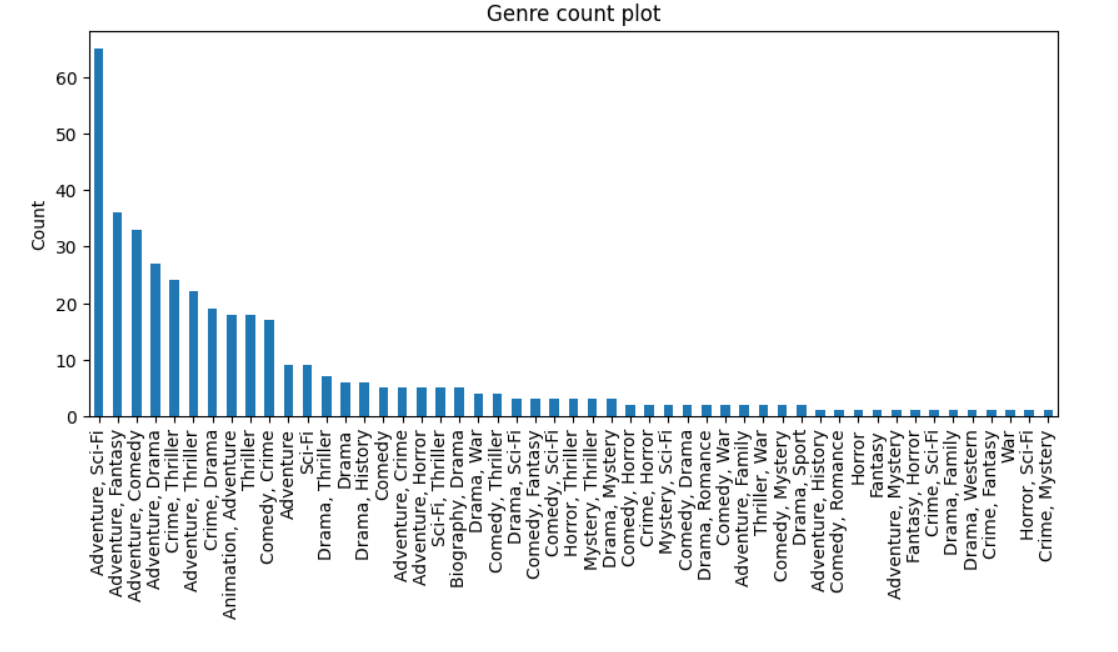 Genre count plot
Count
60
50
40
30
20
10
0
Adventure, Sci-Fi
Adventure, Fantasy
Adventure, Comedy
Adventure, Drama
Crime, Thriller
Adventure, Thriller
Crime, Drama
Animation, Adventure
Thriller
Comedy, Crime
Adventure
Sci-Fi
Drama, Thriller
Drama
Drama, History
Comedy
Adventure, Crime
Adventure, Horror
Sci-Fi, Thriller
Biography, Drama
Drama, War
Comedy, Thriller
Drama, Sci-Fi
Comedy, Fantasy
Comedy, Sci-Fi
Horror, Thriller
Mystery, Thriller
Drama, Mystery
Comedy, Horror
Crime, Horror
Mystery, Sci-Fi
Comedy, Drama
Drama, Romance
Comedy, War
Adventure, Family
Thriller, War
Comedy, Mystery
Drama, Sport
Adventure, History
Comedy, Romance
Horror
Fantasy
Adventure, Mystery
Fantasy, Horror
Crime, Sci-Fi
Drama, Family
Drama, Western
Crime, Fantasy
War
Horror, Sci-Fi
Crime, Mystery